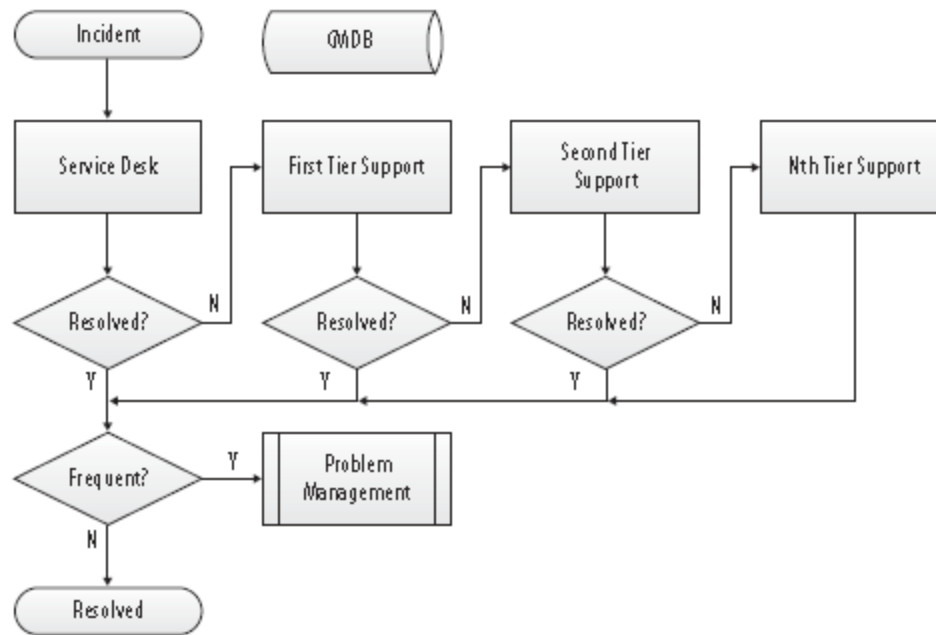 Incident
CMDB
Service Desk
First Tier Support
Second Tier
Support
Nth Tier Support
Resolved?
N
Resolved?
N
Resolved?
N
Y
Y
Y
Frequent?
Y
Problem
Management
N
Resolved